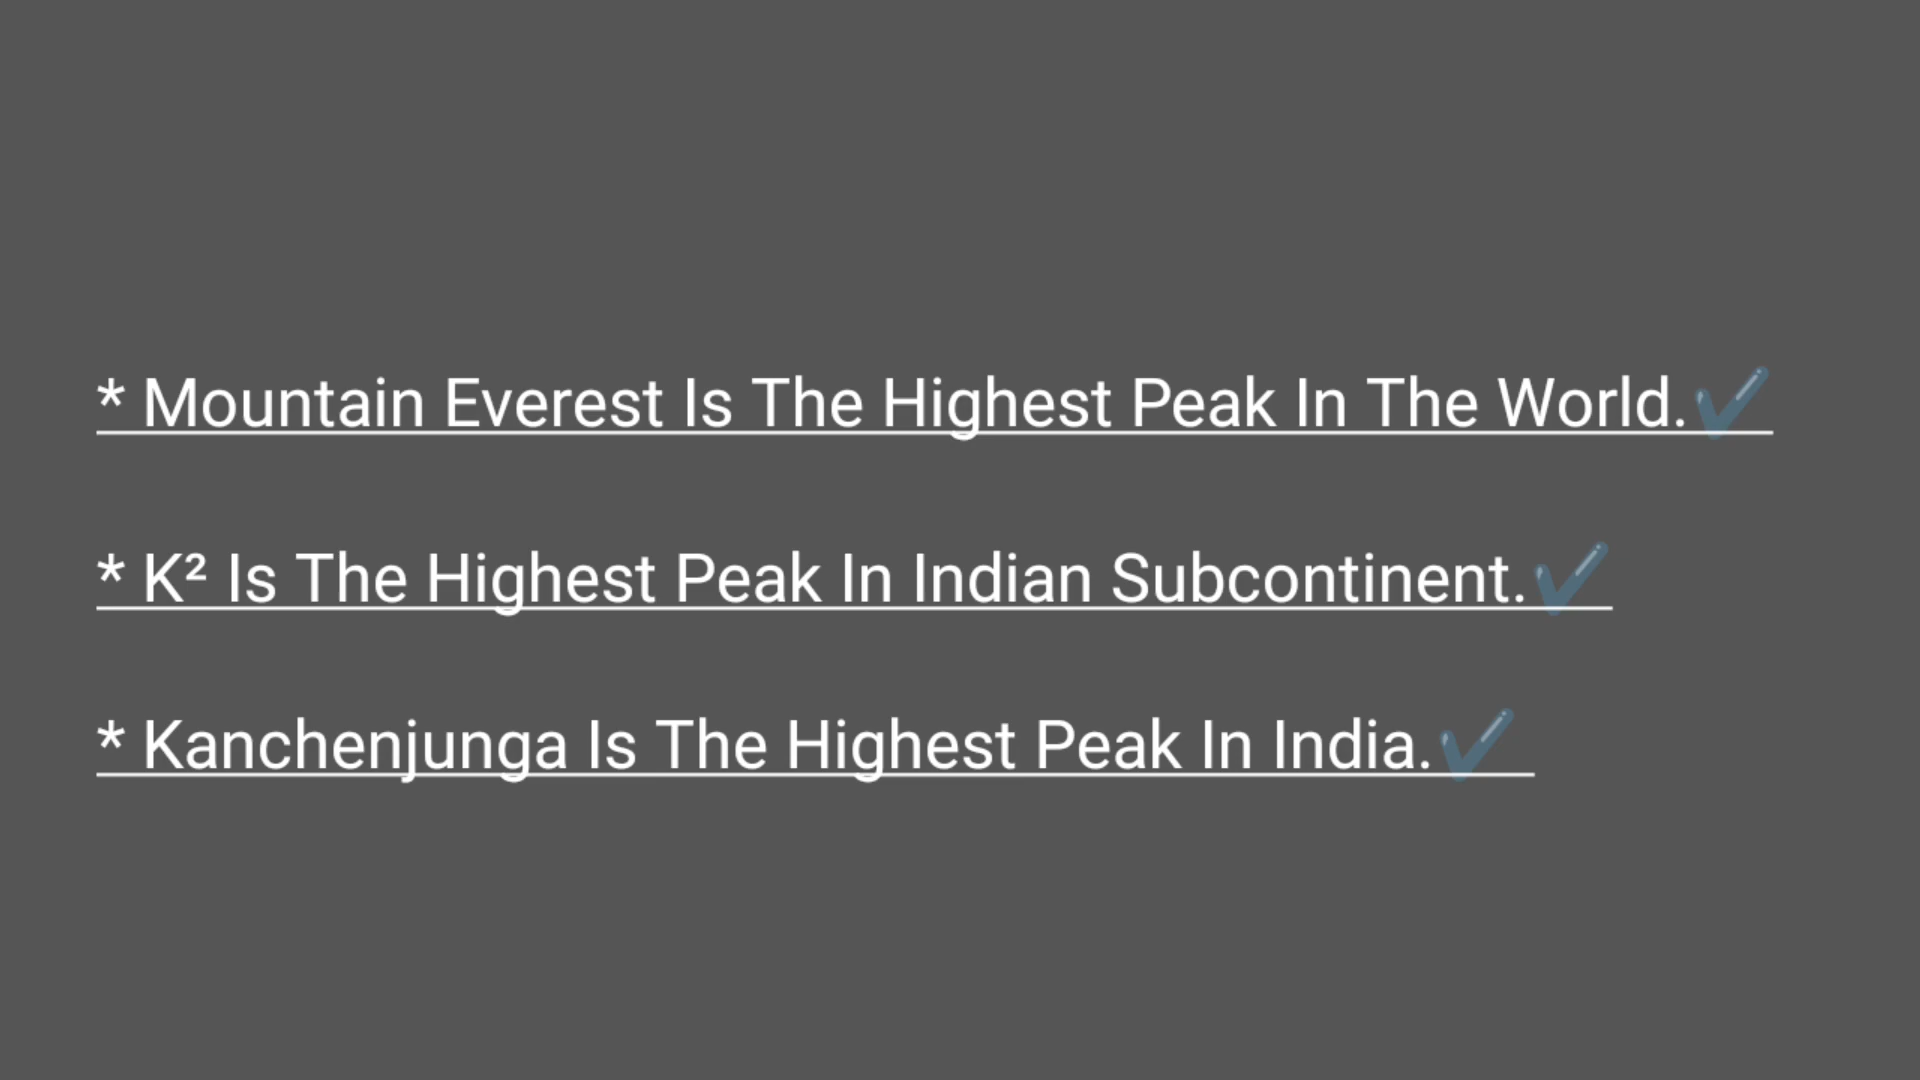 * Mountain Everest Is The Highest Peak In The World.✔️
* K² Is The Highest Peak In Indian Subcontinent.✔️
* Kanchenjunga Is The Highest Peak In India.✔️